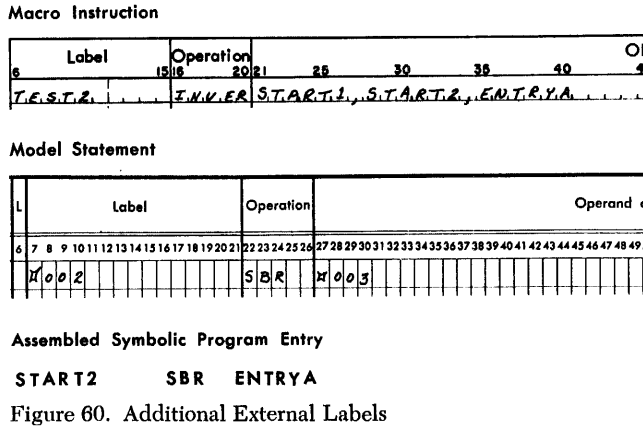 Macro Instruction
Label Operation O
6 15 16 20 21 25 30 35 40 4
TEST2 INVER START1, START2, ENTRYA
Model Statement
L Label Operation Operand
6 7 8 9 10 11 12 13 14 15 16 17 18 19 20 21 22 23 24 25 26 27 28 29 30 31 32 33 34 35 36 37 38 39 40 41 42 43 44 45 46 47 48 49
¤002 SBR ¤003
Assembled Symbolic Program Entry
START2 SBR ENTRYA
Figure 60. Additional External Labels